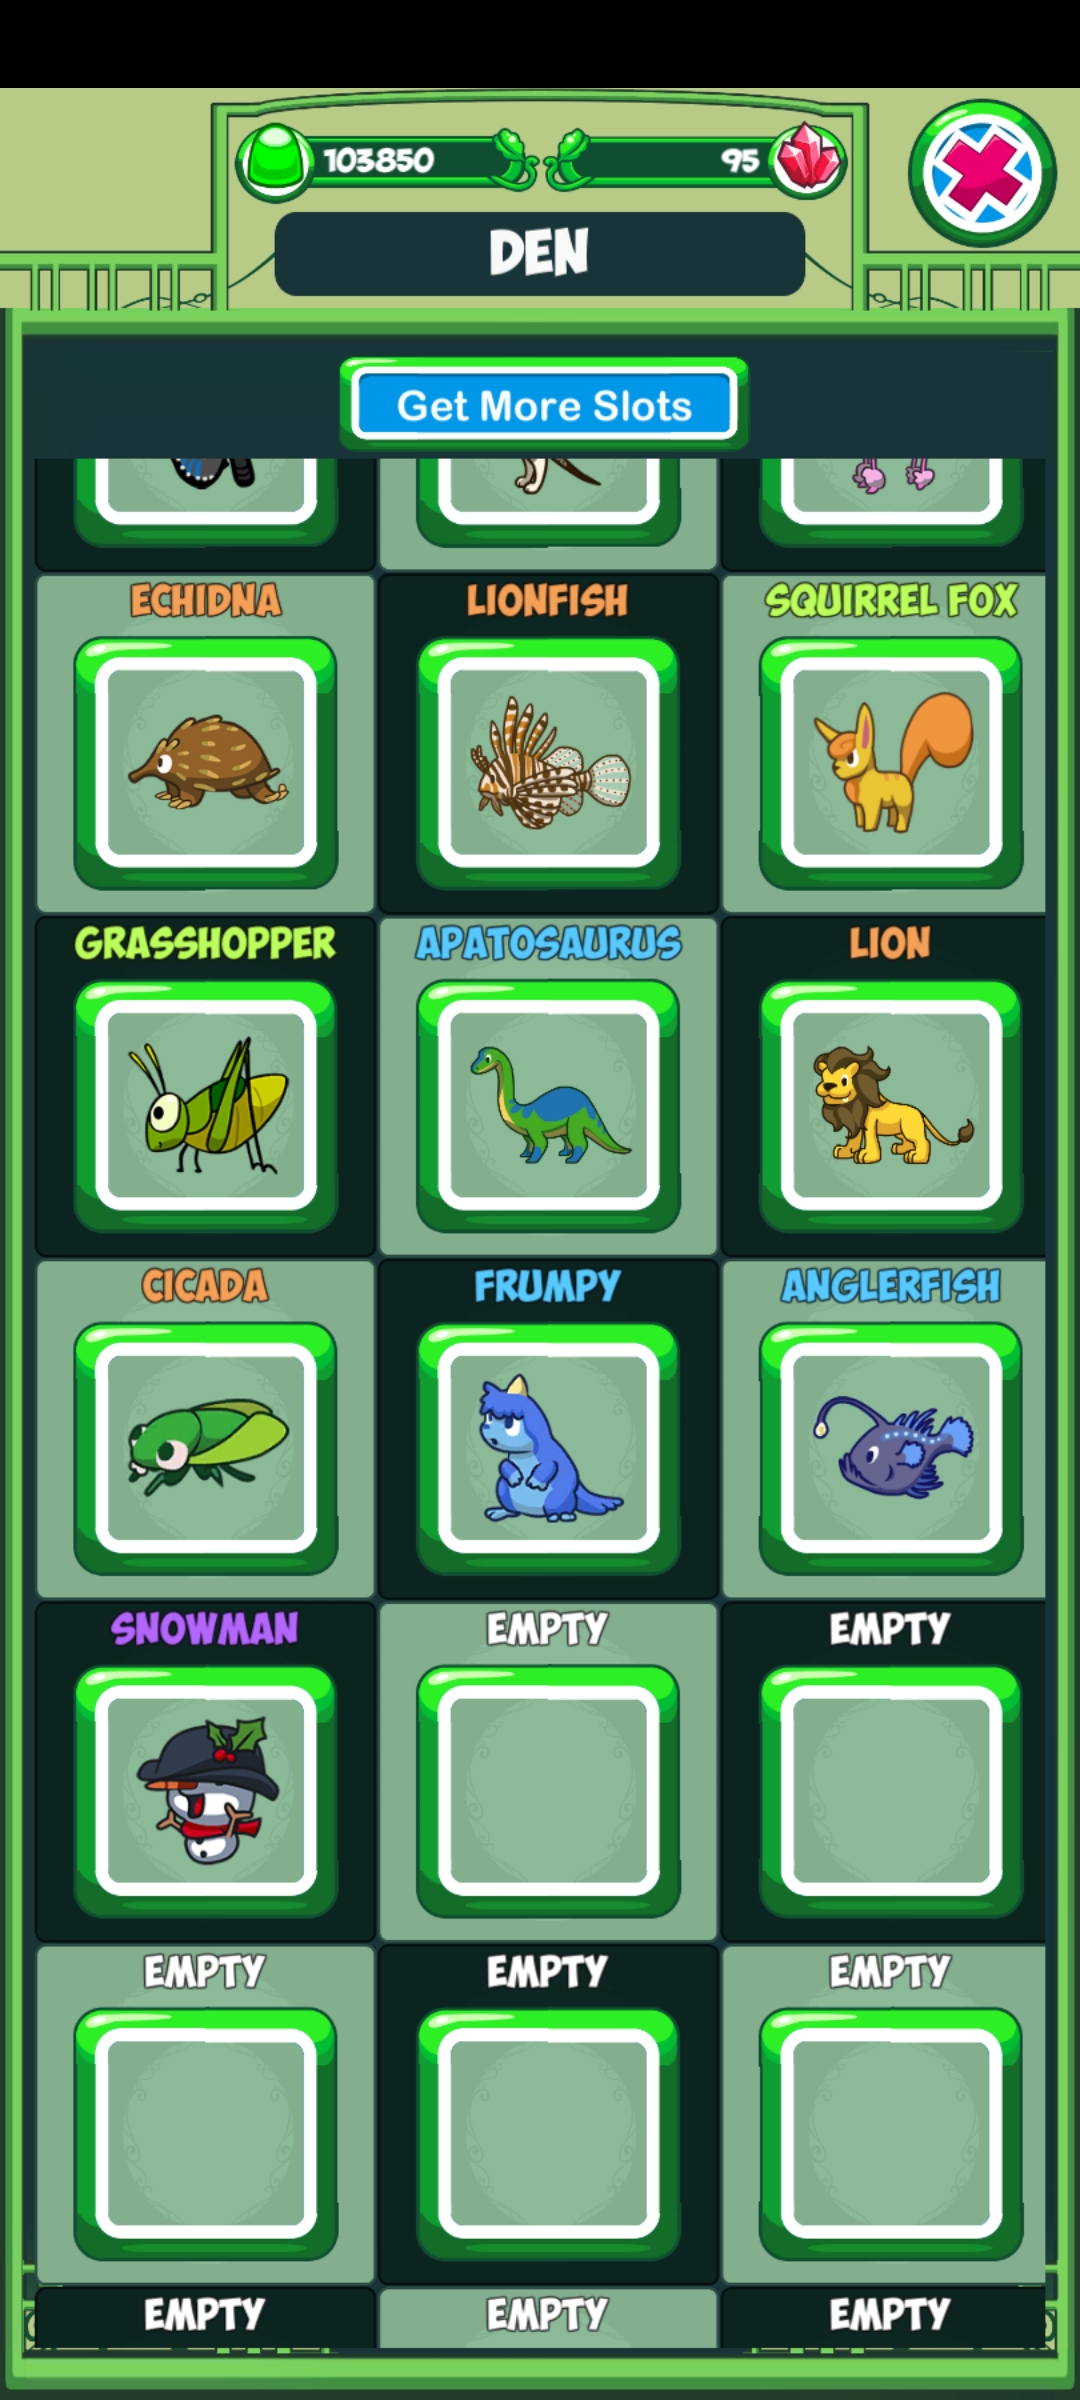 103850
95
DEN
Get More Slots
ECHIDNA
LIONFISH
SQUIRREL FOX
GRASSHOPPER
APATOSAURUS
LION
CICADA
FRUMPY
ANGLERFISH
SNOWMAN
EMPTY
EMPTY
EMPTY
EMPTY
EMPTY
EMPTY
EMPTY
EMPTY